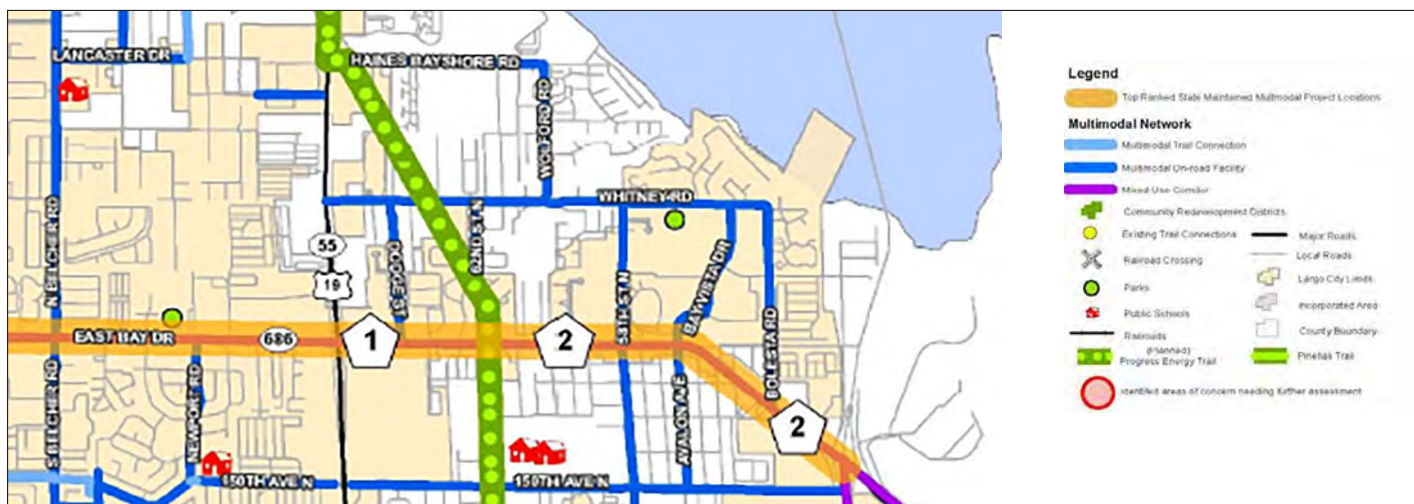 LANCASTER DR
HAINES BAYSHORE RD
WOLFORD RD
N BELCHER RD
62ND ST N
WHITNEY RD
55
19
DODGE ST
58TH ST N
BAY VISTA DR
BOLESTA RD
EAST BAY DR
686
1
2
S BELCHER RD
NEWPORT RD
AVALON AVE
2
150TH AVE N
150TH AVE N
Legend
Top Ranked State Maintained Multimodal Project Locations
Multimodal Network
Multimodal Trail Connection
Multimodal On-road Facility
Mixed Use Corridor
Community Redevelopment Districts
Existing Trail Connections
Railroad Crossing
Parks
Public Schools
Railroads
(Planned)
Progress Energy Trail
Identified areas of concern needing further assessment
Major Roads
Local Roads
Largo City Limits
Incorporated Area
County Boundary
Pinellas Trail